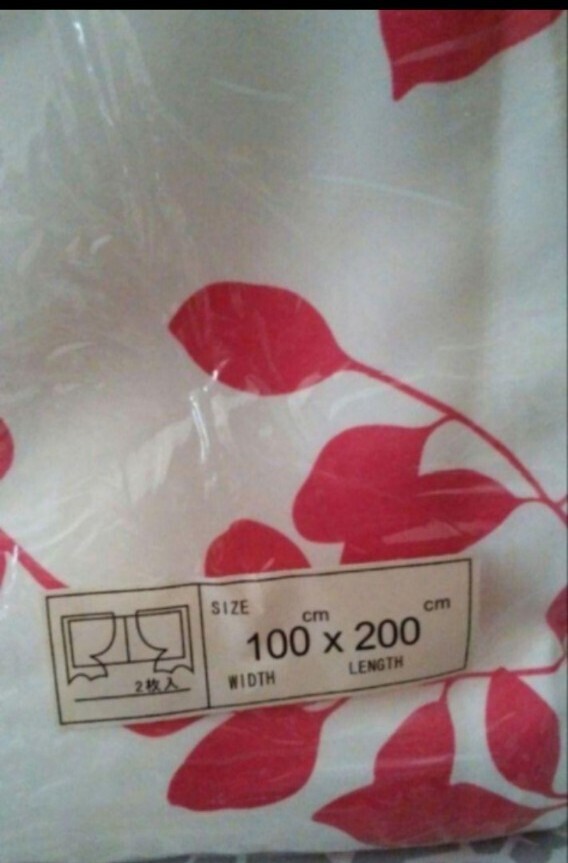 SIZE
cm cm
100 x 200
WIDTH LENGTH
2枚入